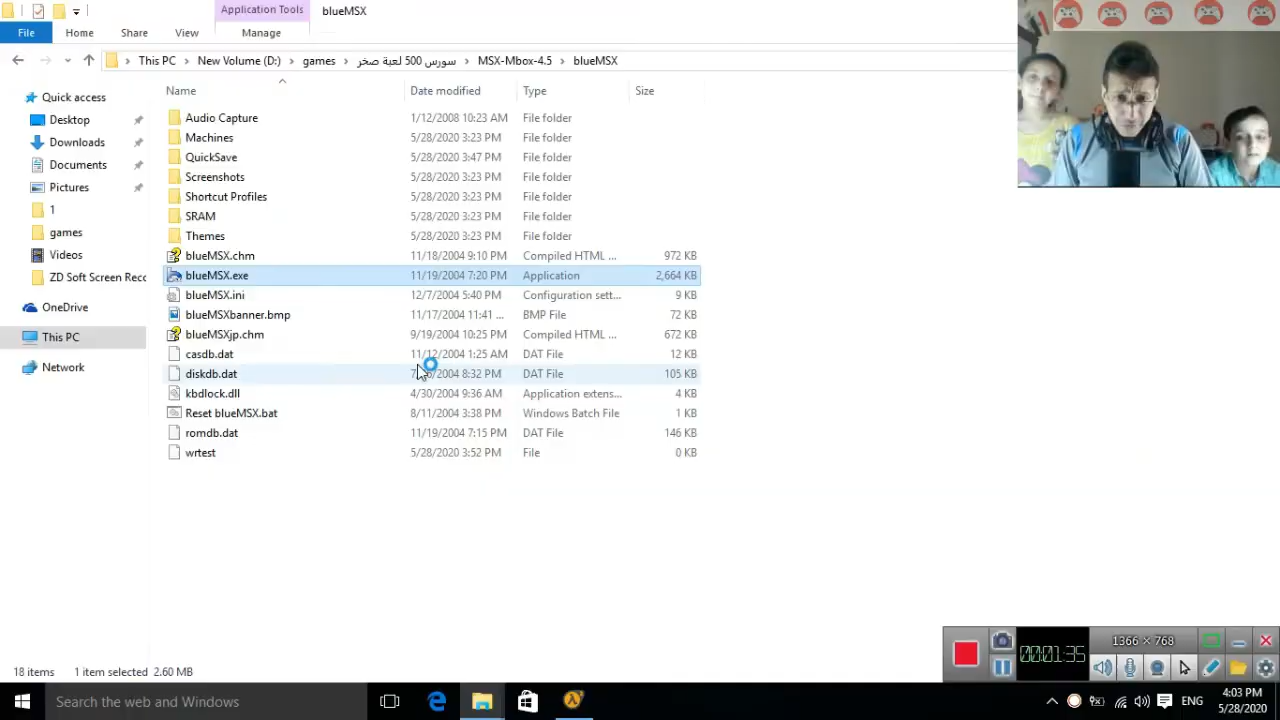 Application Tools
blueMSX
File Home Share View Manage
This PC New Volume (D:) games سورس 500 لعبة صخر MSX-Mbox-4.5 blueMSX
Name Date modified Type Size
Quick access
Desktop
Downloads
Documents
Pictures
1
games
Videos
ZD Soft Screen Recc
OneDrive
This PC
Network
Audio Capture 1/12/2008 10:23 AM File folder
Machines 5/28/2020 3:23 PM File folder
QuickSave 5/28/2020 3:47 PM File folder
Screenshots 5/28/2020 3:23 PM File folder
Shortcut Profiles 5/28/2020 3:23 PM File folder
SRAM 5/28/2020 3:23 PM File folder
Themes 5/28/2020 3:23 PM File folder
blueMSX.chm 11/18/2004 9:10 PM Compiled HTML ... 972 KB
blueMSX.exe 11/19/2004 7:20 PM Application 2,664 KB
blueMSX.ini 12/7/2004 5:40 PM Configuration sett... 9 KB
blueMSXbanner.bmp 11/17/2004 11:41 ... BMP File 72 KB
blueMSXjp.chm 9/19/2004 10:25 PM Compiled HTML ... 672 KB
casdb.dat 11/12/2004 1:25 AM DAT File 12 KB
diskdb.dat 8:32 PM DAT File 105 KB
kbdlock.dll 4/30/2004 9:36 AM Application extens... 4 KB
Reset blueMSX.bat 8/11/2004 3:38 PM Windows Batch File 1 KB
romdb.dat 11/19/2004 7:15 PM DAT File 146 KB
wrtest 5/28/2020 3:52 PM File 0 KB
1366 × 768
00:01:35
18 items 1 item selected 2.60 MB
Search the web and Windows
ENG
4:03 PM
5/28/2020